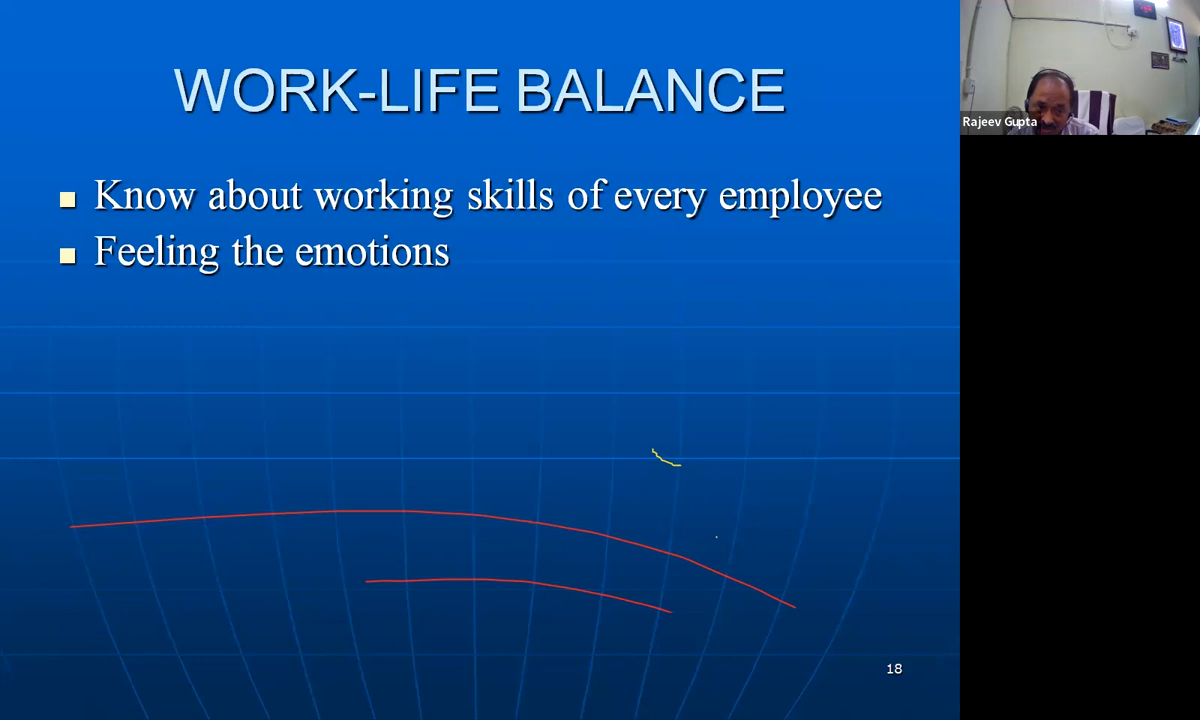 WORK-LIFE BALANCE
Know about working skills of every employee
Feeling the emotions
18
Rajeev Gupta